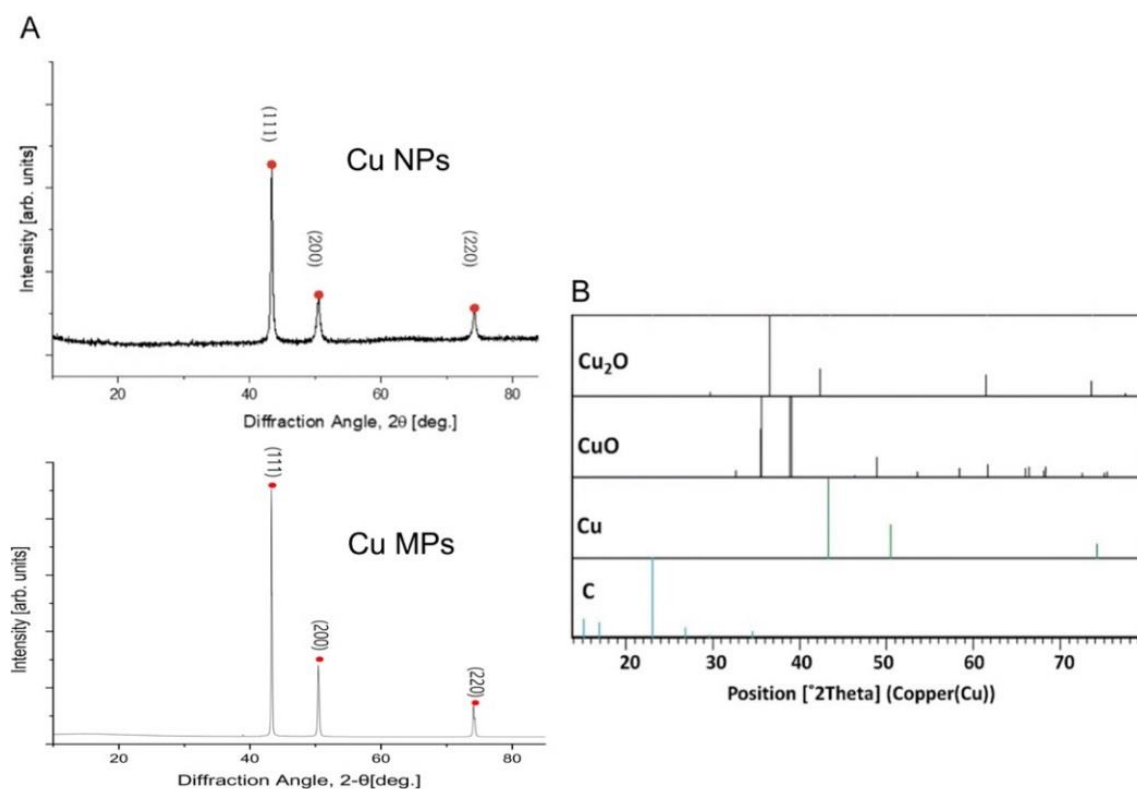 A
Intensity [arb. units]
(111)
(200)
(220)
Cu NPs
20
40
60
80
Diffraction Angle, 2θ [deg.]
Intensity [arb. units]
(111)
(200)
(220)
Cu MPs
20
40
60
80
Diffraction Angle, 2-θ[deg.]
B
Cu₂O
CuO
Cu
C
20
30
40
50
60
70
Position [°2Theta] (Copper(Cu))